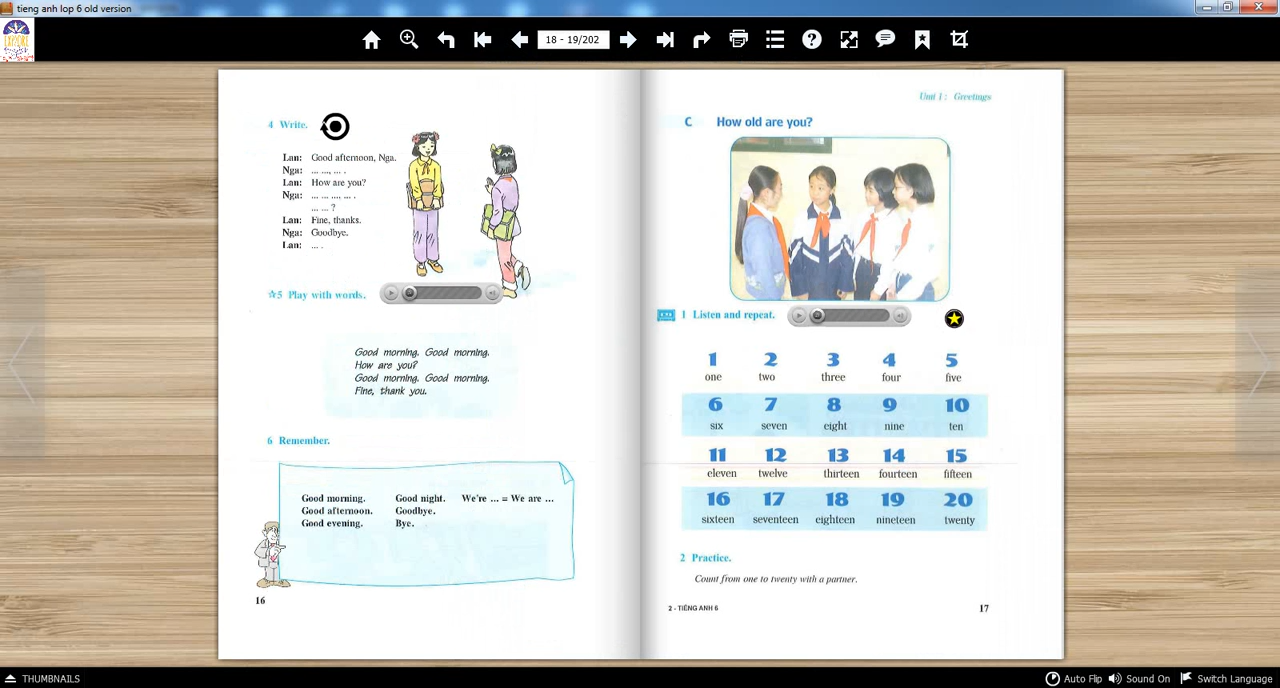 tieng anh lop 6 old version
EXPLORE
18 - 19/202
4 Write.
Lan: Good afternoon, Nga.
Nga: ... ..., ... .
Lan: How are you?
Nga: ... ... ..., ... .
... ... ?
Lan: Fine, thanks.
Nga: Goodbye.
Lan: ... .
☆5 Play with words.
Good morning. Good morning.
How are you?
Good morning. Good morning.
Fine, thank you.
6 Remember.
Good morning. Good night. We're ... = We are ...
Good afternoon. Goodbye.
Good evening. Bye.
16
Unit 1 : Greetings
C How old are you?
1 Listen and repeat.
1 2 3 4 5
one two three four five
6 7 8 9 10
six seven eight nine ten
11 12 13 14 15
eleven twelve thirteen fourteen fifteen
16 17 18 19 20
sixteen seventeen eighteen nineteen twenty
2 Practice.
Count from one to twenty with a partner.
2 - TIẾNG ANH 6
17
THUMBNAILS
Auto Flip Sound On Switch Language